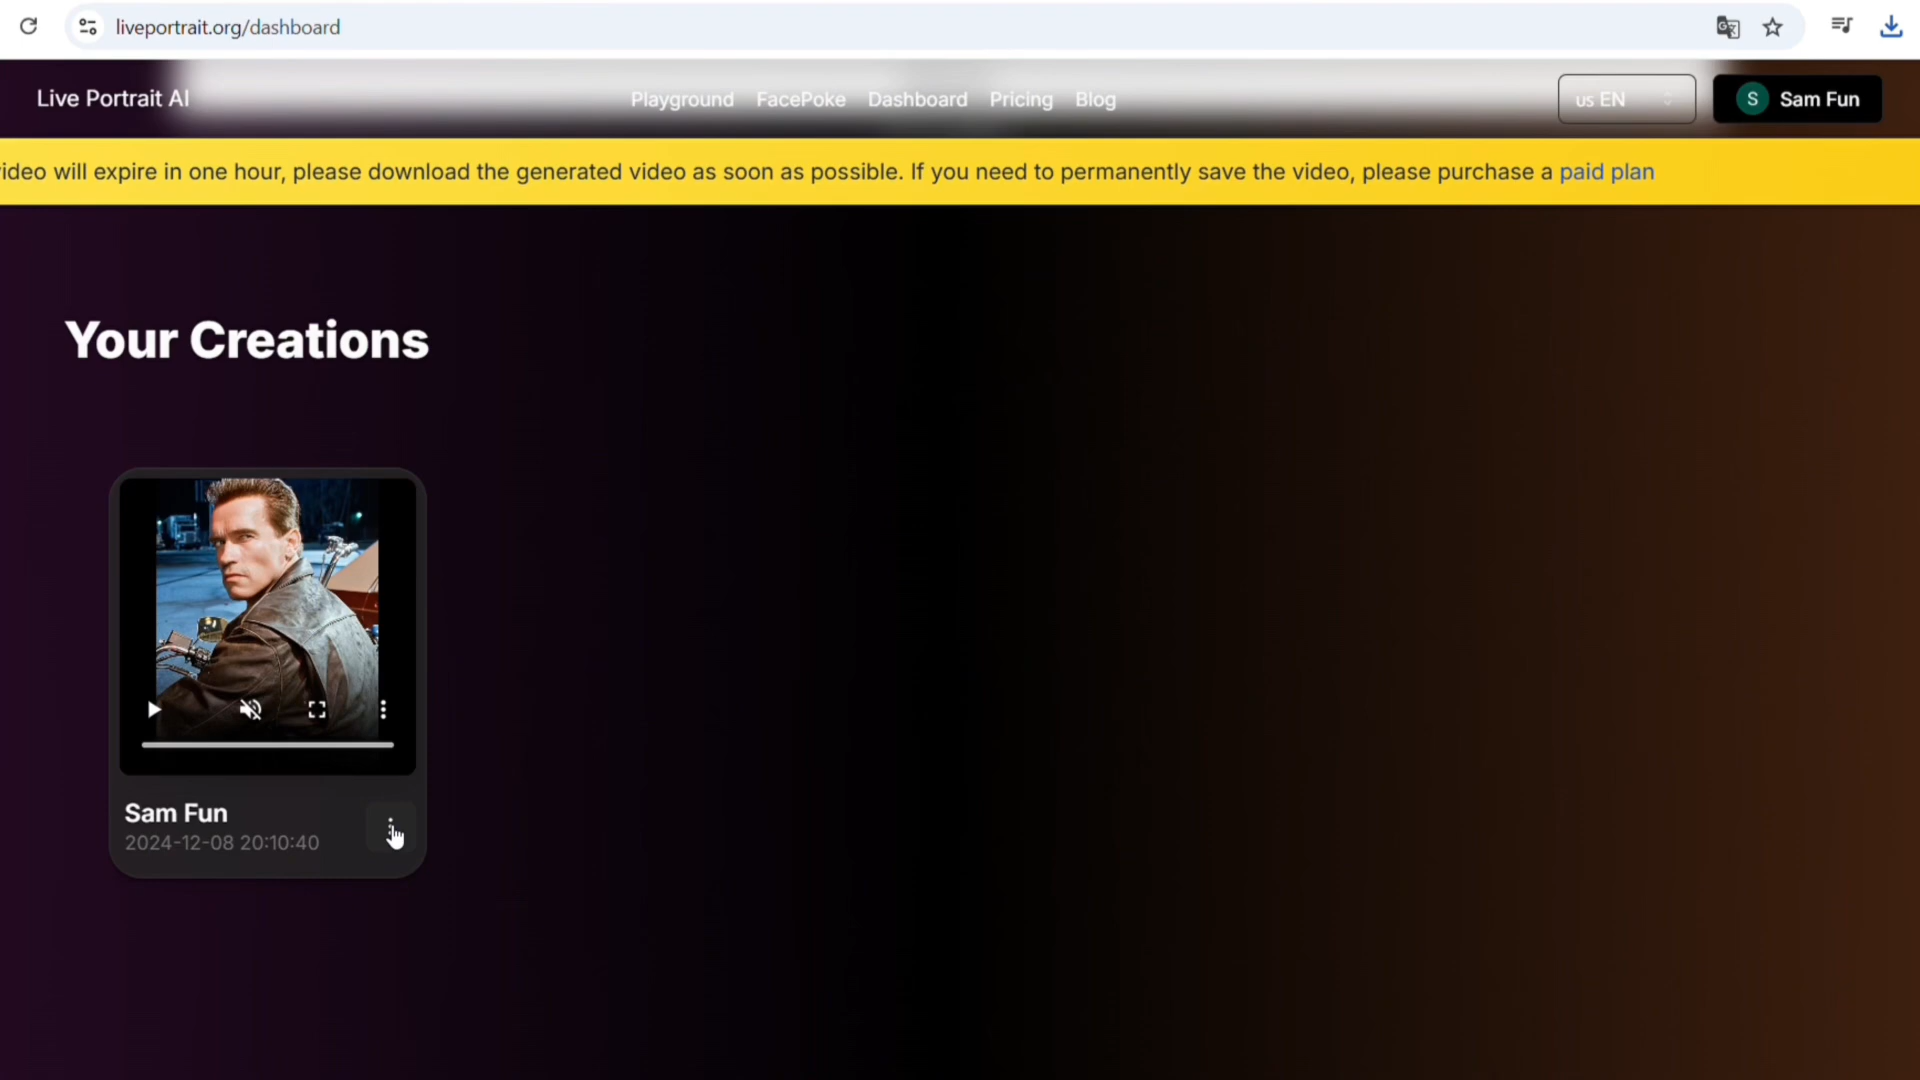 liveportrait.org/dashboard
Live Portrait AI
Playground FacePoke Dashboard Pricing Blog
us EN
S Sam Fun
ideo will expire in one hour, please download the generated video as soon as possible. If you need to permanently save the video, please purchase a paid plan
Your Creations
Sam Fun
2024-12-08 20:10:40